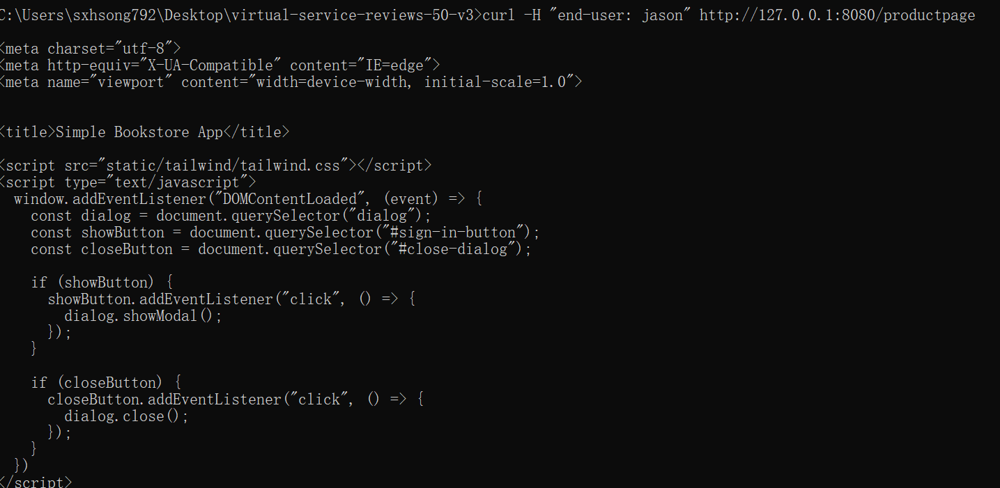 C:\Users\sxhsong792\Desktop\virtual-service-reviews-50-v3>curl -H "end-user: jason" http://127.0.0.1:8080/productpage
<meta charset="utf-8">
<meta http-equiv="X-UA-Compatible" content="IE=edge">
<meta name="viewport" content="width=device-width, initial-scale=1.0">
<title>Simple Bookstore App</title>
<script src="static/tailwind/tailwind.css"></script>
<script type="text/javascript">
  window.addEventListener("DOMContentLoaded", (event) => {
    const dialog = document.querySelector("dialog");
    const showButton = document.querySelector("#sign-in-button");
    const closeButton = document.querySelector("#close-dialog");
    if (showButton) {
      showButton.addEventListener("click", () => {
        dialog.showModal();
      });
    }
    if (closeButton) {
      closeButton.addEventListener("click", () => {
        dialog.close();
      });
    }
  })
</script>